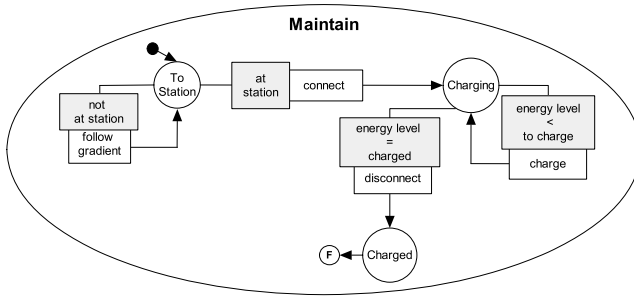 Maintain
To
Station
at
station
connect
Charging
not
at station
follow
gradient
energy level
<
to charge
charge
energy level
=
charged
disconnect
F
Charged